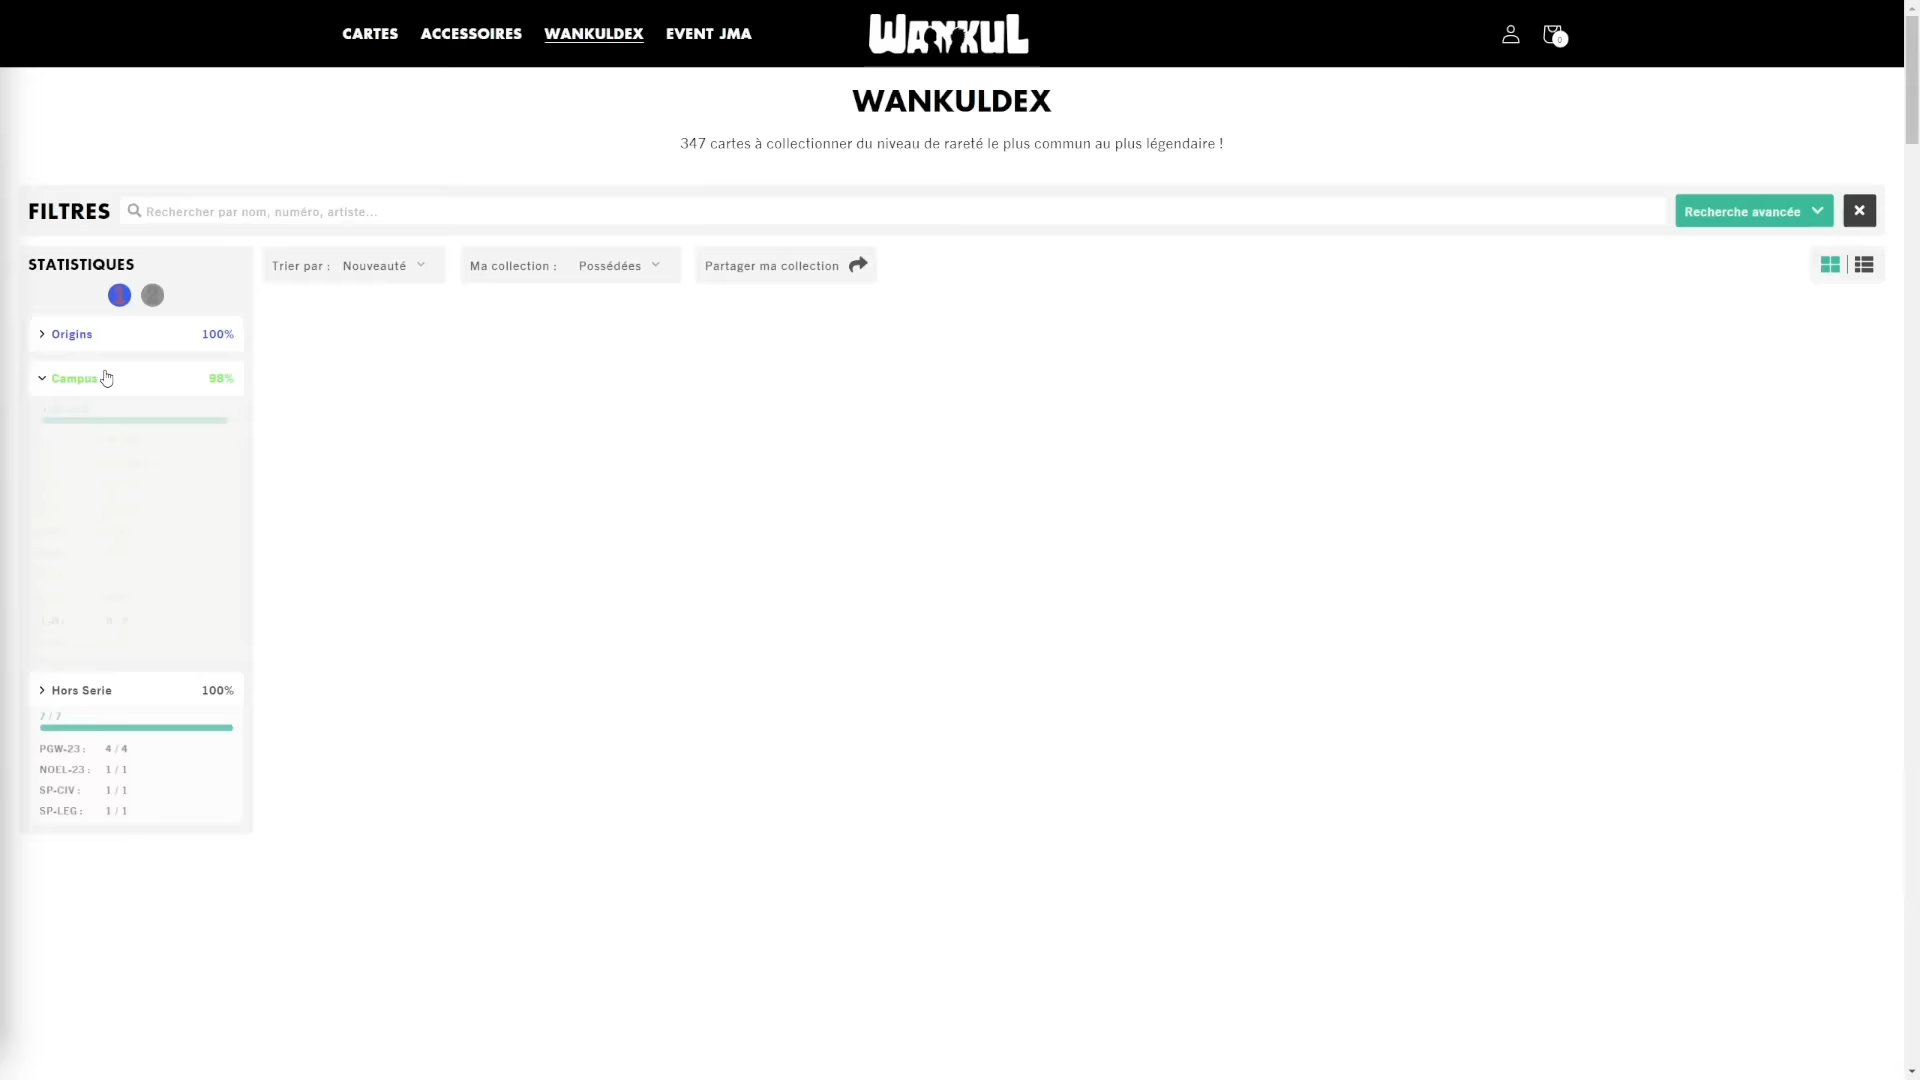 CARTES ACCESSOIRES WANKULDEX EVENT JMA WANKUL 0
WANKULDEX
347 cartes à collectionner du niveau de rareté le plus commun au plus légendaire !
FILTRES Rechercher par nom, numéro, artiste... Recherche avancée
STATISTIQUES Trier par : Nouveauté Ma collection : Possédées Partager ma collection
1 2
Origins 100%
Campus 98%
Hors Serie 100%
7 / 7
PGW-23 : 4 / 4
NOEL-23 : 1 / 1
SP-CIV : 1 / 1
SP-LEG : 1 / 1